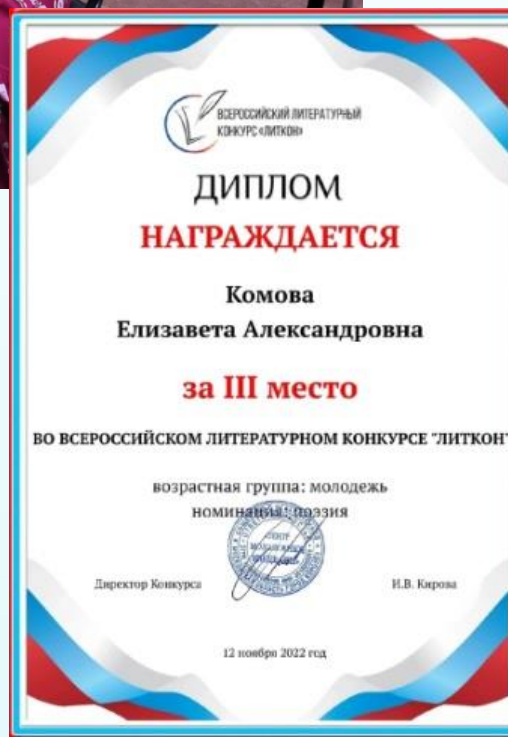 ВСЕРОССИЙСКИЙ ЛИТЕРАТУРНЫЙ
КОНКУРС «ЛИТКОН»
ДИПЛОМ
НАГРАЖДАЕТСЯ
Комова
Елизавета Александровна
за III место
ВО ВСЕРОССИЙСКОМ ЛИТЕРАТУРНОМ КОНКУРСЕ "ЛИТКОН"
возрастная группа: молодежь
номинация: поэзия
Директор Конкурса
И.В. Кирова
12 ноября 2022 год